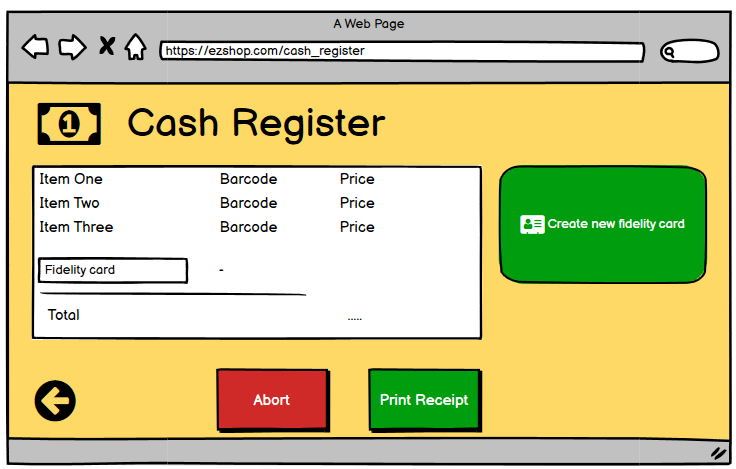 A Web Page
https://ezshop.com/cash_register
1
Cash Register
Item One Barcode Price
Item Two Barcode Price
Item Three Barcode Price
Create new fidelity card
Fidelity card -
Total .....
Abort
Print Receipt